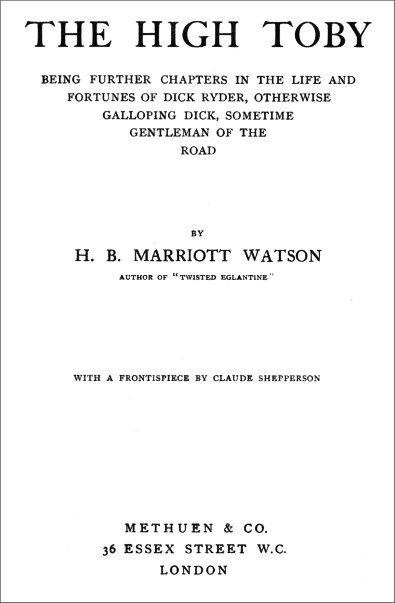 THE HIGH TOBY
BEING FURTHER CHAPTERS IN THE LIFE AND
FORTUNES OF DICK RYDER, OTHERWISE
GALLOPING DICK, SOMETIME
GENTLEMAN OF THE
ROAD
BY
H. B. MARRIOTT WATSON
AUTHOR OF "TWISTED EGLANTINE"
WITH A FRONTISPIECE BY CLAUDE SHEPPERSON
METHUEN & CO.
36 ESSEX STREET W.C.
LONDON